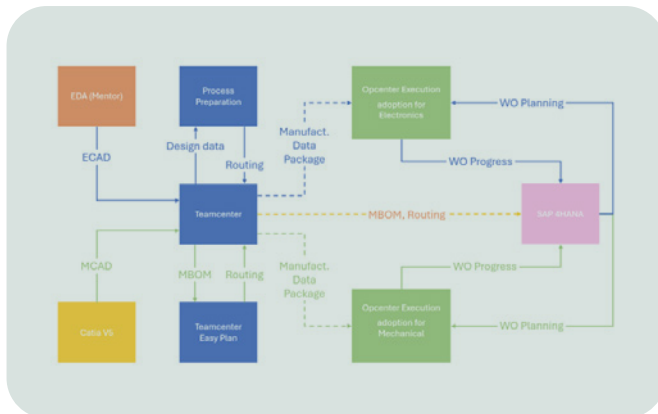 EDA (Mentor)
Process
Preparation
Opcenter Execution
adoption for
Electronics
WO Planning
ECAD
Design data
Routing
Manufact.
Data
Package
WO Progress
Teamcenter
MBOM, Routing
SAP 4HANA
MCAD
MBOM
Routing
Manufact.
Data
Package
WO Progress
Catia V5
Teamcenter
Easy Plan
Opcenter Execution
adoption for
Mechanical
WO Planning